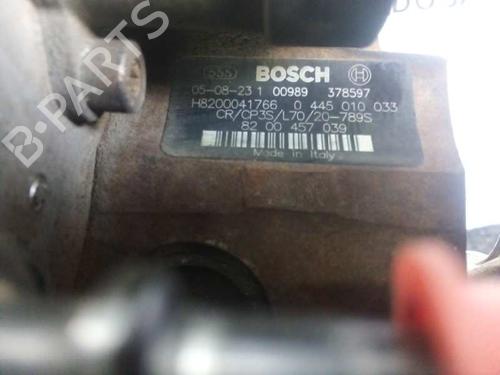 555 BOSCH
05-08-23 1 00989 378597
H8200041766 0 445 010 033
CR/CP3S/L70/20-789S
82 00 457 039
Made in Italy